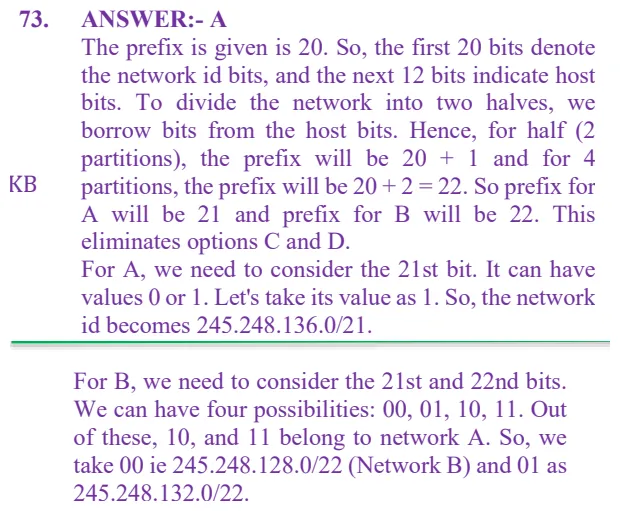 73. ANSWER:- A
The prefix is given is 20. So, the first 20 bits denote
the network id bits, and the next 12 bits indicate host
bits. To divide the network into two halves, we
borrow bits from the host bits. Hence, for half (2
partitions), the prefix will be 20 + 1 and for 4
KB partitions, the prefix will be 20 + 2 = 22. So prefix for
A will be 21 and prefix for B will be 22. This
eliminates options C and D.
For A, we need to consider the 21st bit. It can have
values 0 or 1. Let's take its value as 1. So, the network
id becomes 245.248.136.0/21.
For B, we need to consider the 21st and 22nd bits.
We can have four possibilities: 00, 01, 10, 11. Out
of these, 10, and 11 belong to network A. So, we
take 00 ie 245.248.128.0/22 (Network B) and 01 as
245.248.132.0/22.